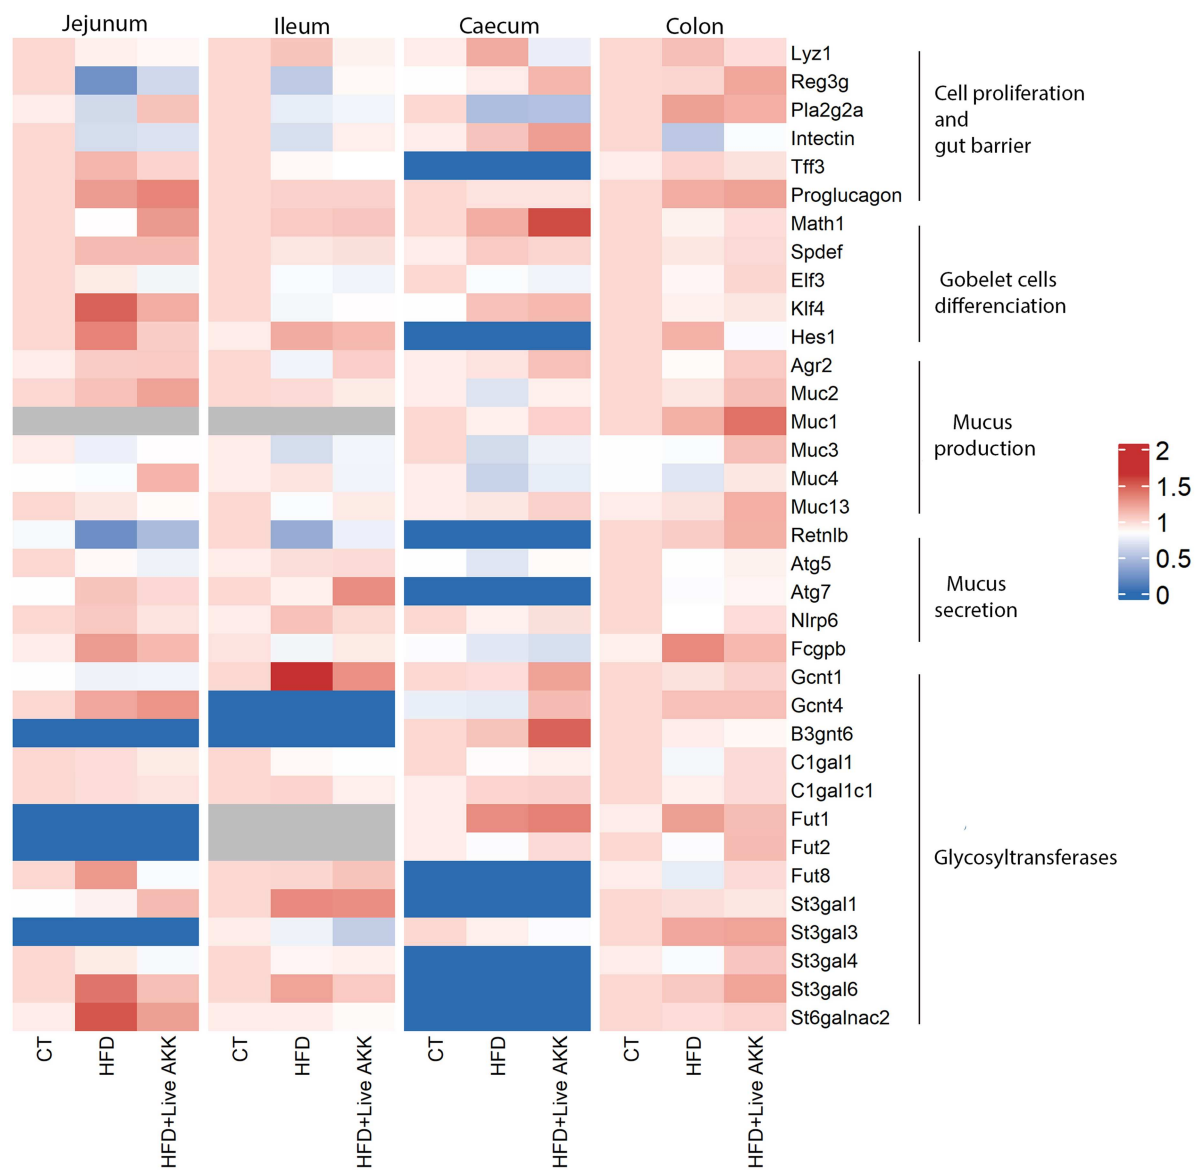 Jejunum
Ileum
Caecum
Colon
Lyz1
Reg3g
Pla2g2a
Intectin
Tff3
Proglucagon
Math1
Spdef
Elf3
Klf4
Hes1
Agr2
Muc2
Muc1
Muc3
Muc4
Muc13
Retnlb
Atg5
Atg7
Nlrp6
Fcgpb
Gcnt1
Gcnt4
B3gnt6
C1gal1
C1gal1c1
Fut1
Fut2
Fut8
St3gal1
St3gal3
St3gal4
St3gal6
St6galnac2
Cell proliferation
and
gut barrier
Gobelet cells
differenciation
Mucus
production
Mucus
secretion
Glycosyltransferases
2
1.5
1
0.5
0
CT
HFD
HFD+Live AKK
CT
HFD
HFD+Live AKK
CT
HFD
HFD+Live AKK
CT
HFD
HFD+Live AKK